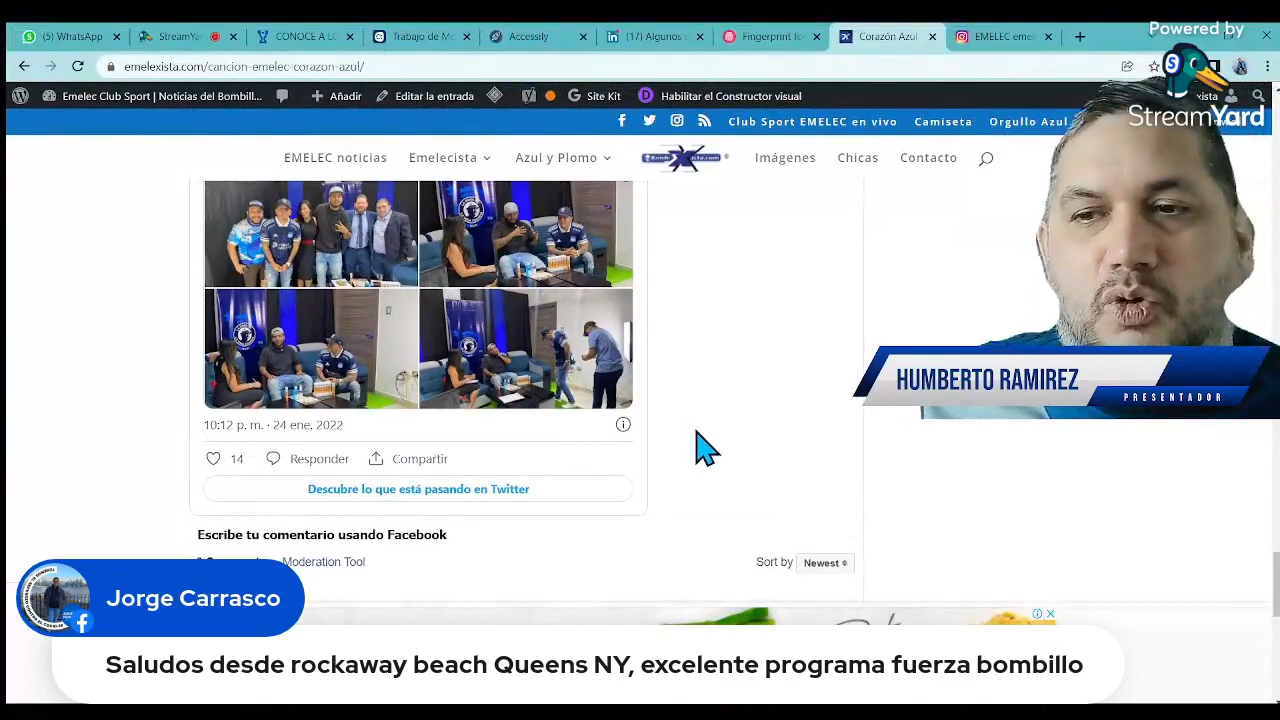 Powered by
StreamYard
(5) WhatsApp
StreamYar
CONOCE A LO
Trabajo de Mo
Accessily
(17) Algunos s
Fingerprint for
Corazón Azul
EMELEC emel
emelexista.com/cancion-emelec-corazon-azul/
Emelec Club Sport | Noticias del Bombill...
Añadir
Editar la entrada
Site Kit
Habilitar el Constructor visual
Club Sport EMELEC en vivo
Camiseta
Orgullo Azul
EMELEC noticias
Emelecista
Azul y Plomo
Imágenes
Chicas
Contacto
HUMBERTO RAMIREZ
PRESENTADOR
10:12 p. m. · 24 ene. 2022
14
Responder
Compartir
Descubre lo que está pasando en Twitter
Escribe tu comentario usando Facebook
Moderation Tool
Sort by
Newest
Jorge Carrasco
Saludos desde rockaway beach Queens NY, excelente programa fuerza bombillo